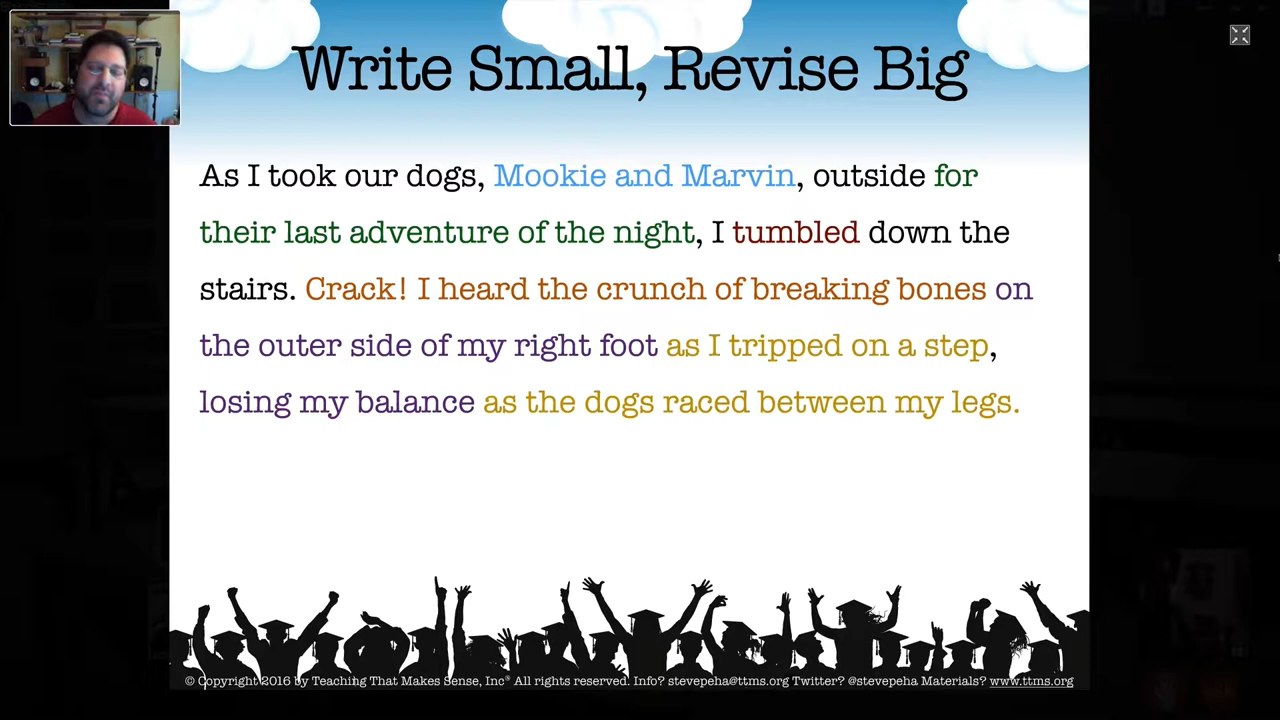 Write Small, Revise Big
As I took our dogs, Mookie and Marvin, outside for
their last adventure of the night, I tumbled down the
stairs. Crack! I heard the crunch of breaking bones on
the outer side of my right foot as I tripped on a step,
losing my balance as the dogs raced between my legs.
© Copyright 2016 by Teaching That Makes Sense, Inc® All rights reserved. Info? stevepeha@ttms.org Twitter? @stevepeha Materials? www.ttms.org